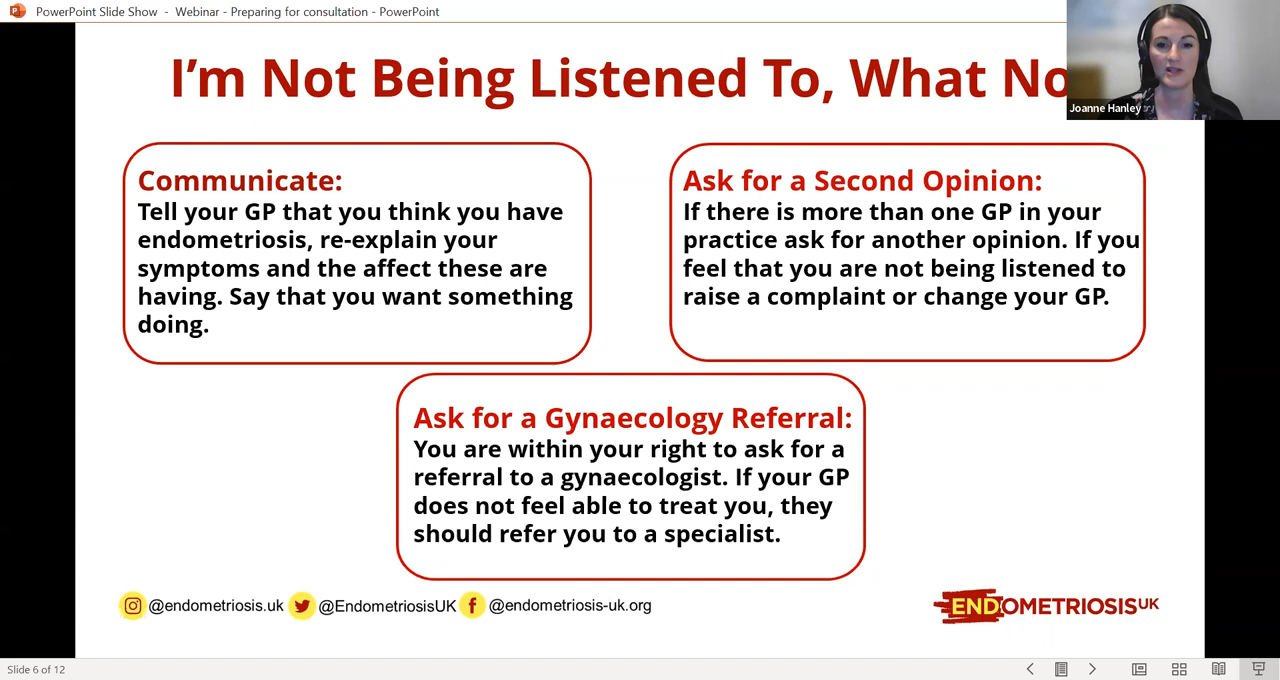 PowerPoint Slide Show - Webinar - Preparing for consultation - PowerPoint
I'm Not Being Listened To, What No
Joanne Hanley
Communicate:
Tell your GP that you think you have
endometriosis, re-explain your
symptoms and the affect these are
having. Say that you want something
doing.
Ask for a Second Opinion:
If there is more than one GP in your
practice ask for another opinion. If you
feel that you are not being listened to
raise a complaint or change your GP.
Ask for a Gynaecology Referral:
You are within your right to ask for a
referral to a gynaecologist. If your GP
does not feel able to treat you, they
should refer you to a specialist.
@endometriosis.uk @EndometriosisUK @endometriosis-uk.org
ENDOMETRIOSIS UK
Slide 6 of 12